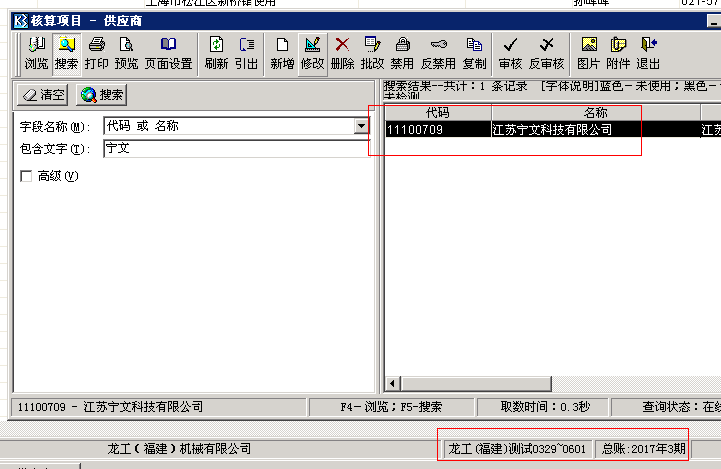 上海市松江区新桥镇使用
021-57
核算项目 - 供应商
浏览 搜索 打印 预览 页面设置 刷新 引出 新增 修改 删除 批改 禁用 反禁用 复制 审核 反审核 图片 附件 退出
清空 搜索
搜索结果--共计：1 条记录 [字体说明]蓝色－未使用；黑色－
未检测
字段名称(M): 代码 或 名称
包含文字(T): 宁文
高级(V)
代码 名称
11100709 江苏宁文科技有限公司 江苏
11100709 - 江苏宁文科技有限公司 F4－浏览；F5-搜索 取数时间：0.3秒 查询状态：在线
龙工（福建）机械有限公司 龙工(福建)测试0329~0601 总账:2017年3期